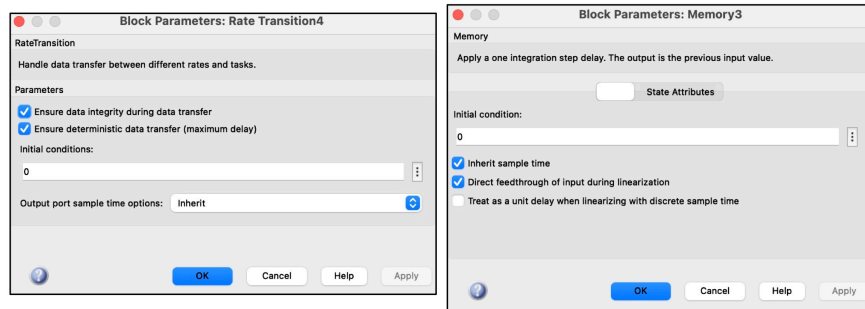 Block Parameters: Rate Transition4
RateTransition
Handle data transfer between different rates and tasks.
Parameters
Ensure data integrity during data transfer
Ensure deterministic data transfer (maximum delay)
Initial conditions:
0
Output port sample time options: Inherit
OK Cancel Help Apply
Block Parameters: Memory3
Memory
Apply a one integration step delay. The output is the previous input value.
State Attributes
Initial condition:
0
Inherit sample time
Direct feedthrough of input during linearization
Treat as a unit delay when linearizing with discrete sample time
OK Cancel Help Apply